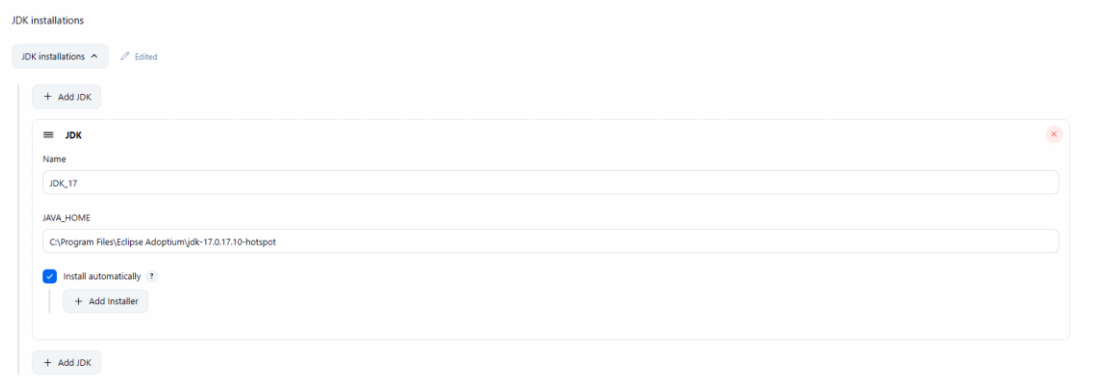 JDK installations
JDK installations
Edited
+ Add JDK
JDK
Name
JDK_17
JAVA_HOME
C:\Program Files\Eclipse Adoptium\jdk-17.0.17.10-hotspot
Install automatically ?
+ Add Installer
+ Add JDK